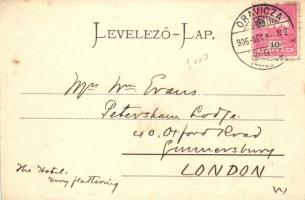 LEVELEZŐ-LAP.
ORAVICZA
906
10
Mrs Wm Evans
Petersham Lodge.
40. Oxford Road
Gunnersbury
LONDON
The Hotel.
very flattering